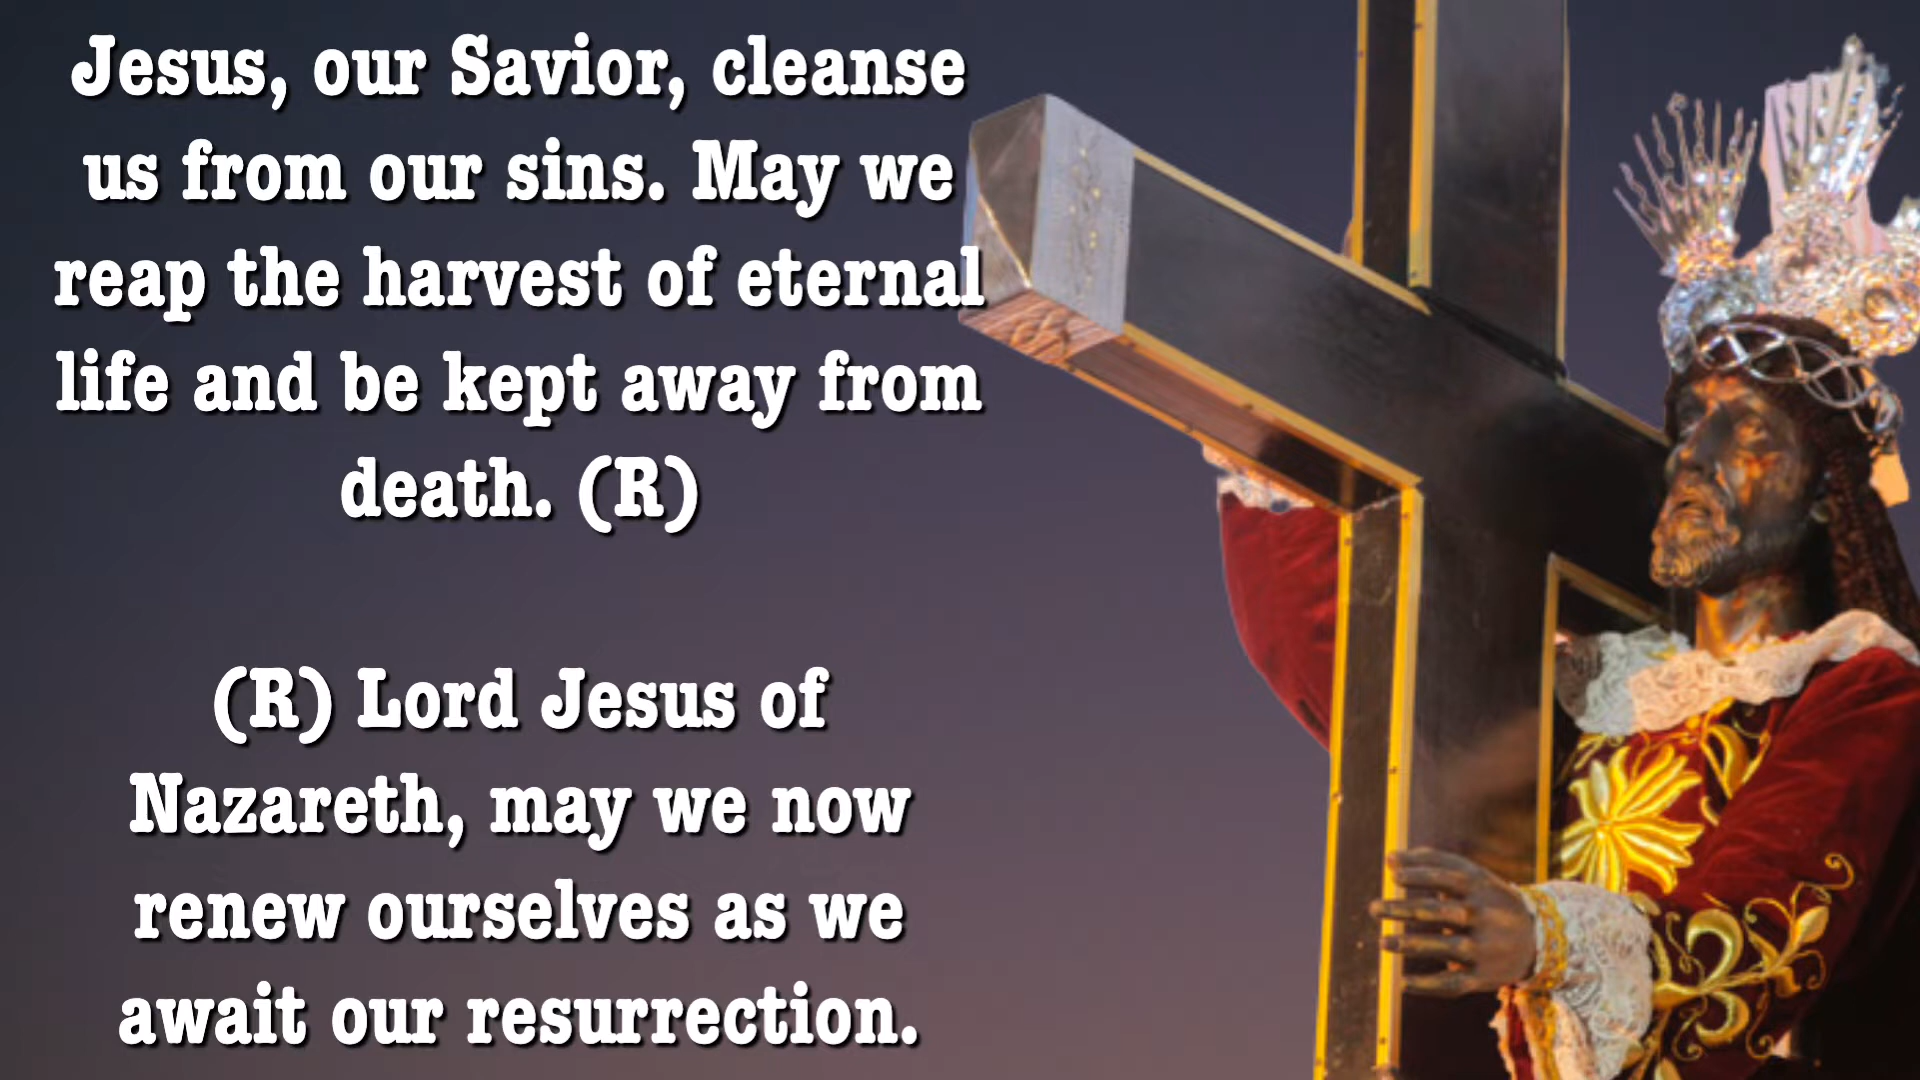 Jesus, our Savior, cleanse
us from our sins. May we
reap the harvest of eternal
life and be kept away from
death. (R)
(R) Lord Jesus of
Nazareth, may we now
renew ourselves as we
await our resurrection.